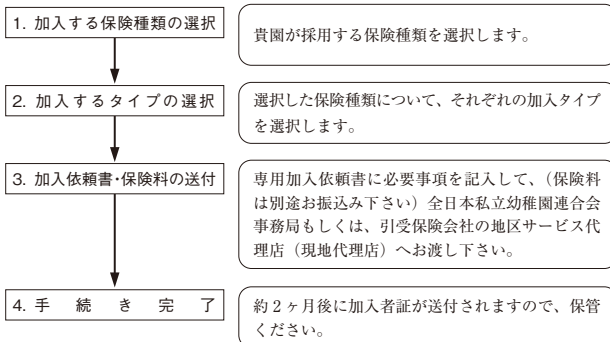 1. 加入する保険種類の選択
貴園が採用する保険種類を選択します。
2. 加入するタイプの選択
選択した保険種類について、それぞれの加入タイプ
を選択します。
3. 加入依頼書・保険料の送付
専用加入依頼書に必要事項を記入して、（保険料
は別途お振込み下さい）全日本私立幼稚園連合会
事務局もしくは、引受保険会社の地区サービス代
理店（現地代理店）へお渡し下さい。
4. 手続き完了
約2ヶ月後に加入者証が送付されますので、保管
ください。